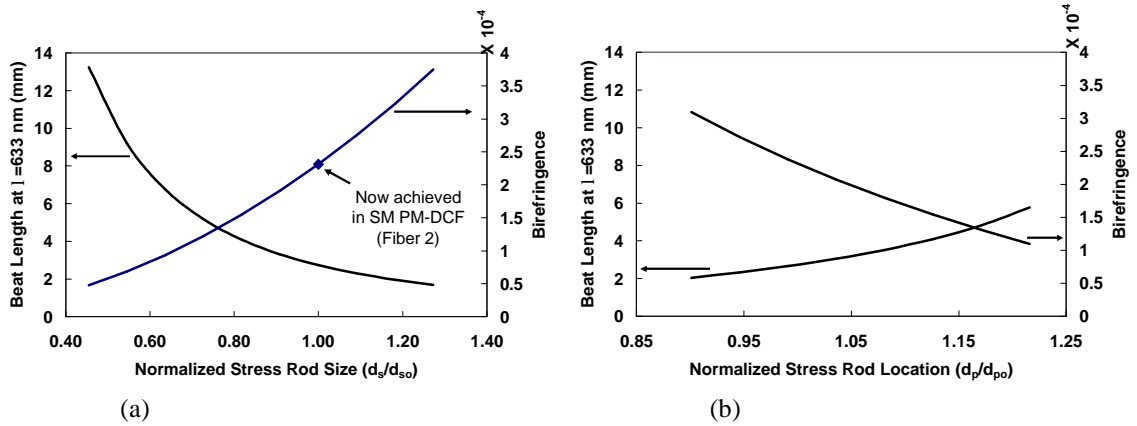 X 10-4
14
12
10
8
6
4
2
0
4
3.5
3
2.5
2
1.5
1
0.5
0
0.40 0.60 0.80 1.00 1.20 1.40
Beat Length at l =633 nm (mm)
Birefringence
Now achieved
in SM PM-DCF
(Fiber 2)
Normalized Stress Rod Size (ds/dso)
(a)
X 10-4
14
12
10
8
6
4
2
0
4
3.5
3
2.5
2
1.5
1
0.5
0
0.85 0.95 1.05 1.15 1.25
Beat Length at l =633 nm (mm)
Birefringence
Normalized Stress Rod Location (dp/dpo)
(b)